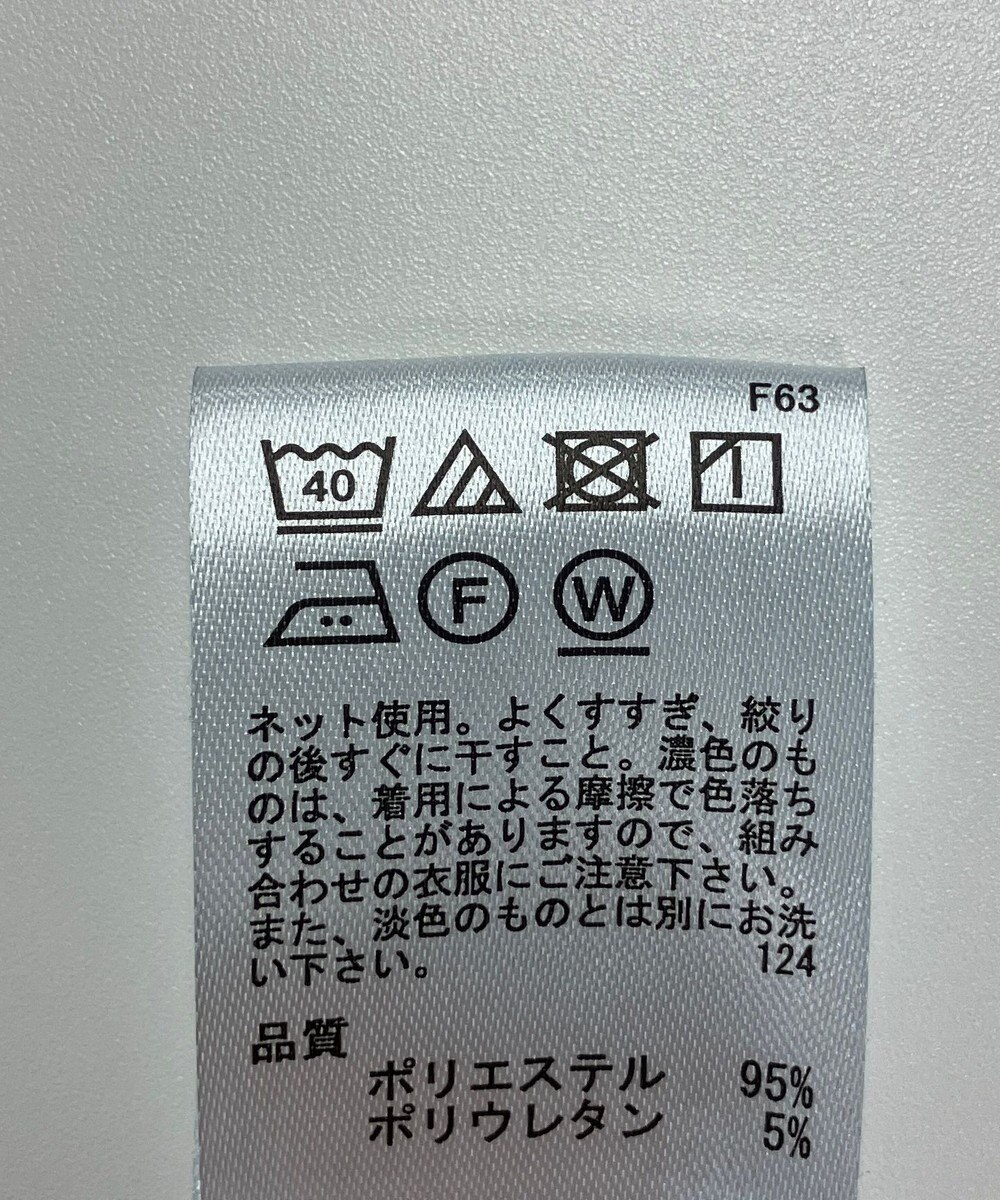 F63
40
F W
ネット使用。よくすすぎ、絞り
の後すぐに干すこと。濃色のも
のは、着用による摩擦で色落ち
することがありますので、組み
合わせの衣服にご注意下さい。
また、淡色のものとは別にお洗
い下さい。 124
品質
ポリエステル 95%
ポリウレタン 5%